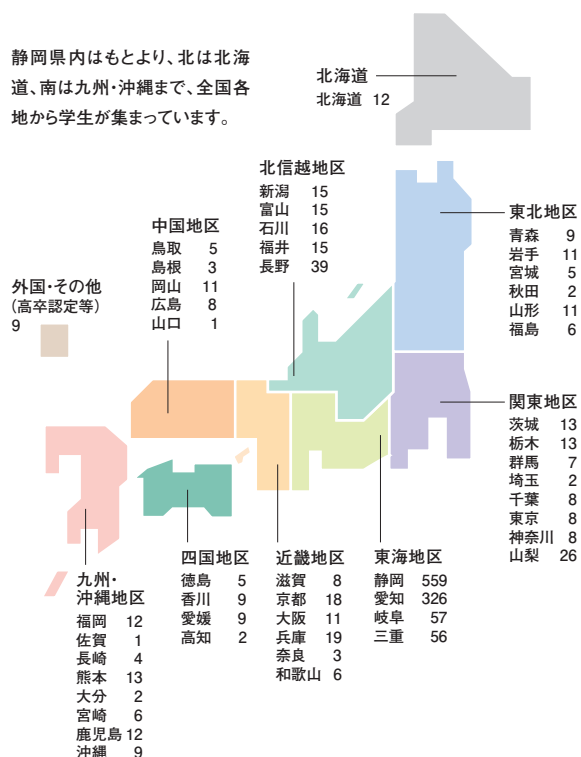 静岡県内はもとより、北は北海
道、南は九州・沖縄まで、全国各
地から学生が集まっています。
北海道
北海道 12
北信越地区
新潟 15
富山 15
石川 16
福井 15
長野 39
東北地区
青森 9
岩手 11
宮城 5
秋田 2
山形 11
福島 6
中国地区
鳥取 5
島根 3
岡山 11
広島 8
山口 1
外国・その他
(高卒認定等)
9
関東地区
茨城 13
栃木 13
群馬 7
埼玉 2
千葉 8
東京 8
神奈川 8
山梨 26
九州・
沖縄地区
福岡 12
佐賀 1
長崎 4
熊本 13
大分 2
宮崎 6
鹿児島 12
沖縄 9
四国地区
徳島 5
香川 9
愛媛 9
高知 2
近畿地区
滋賀 8
京都 18
大阪 11
兵庫 19
奈良 3
和歌山 6
東海地区
静岡 559
愛知 326
岐阜 57
三重 56